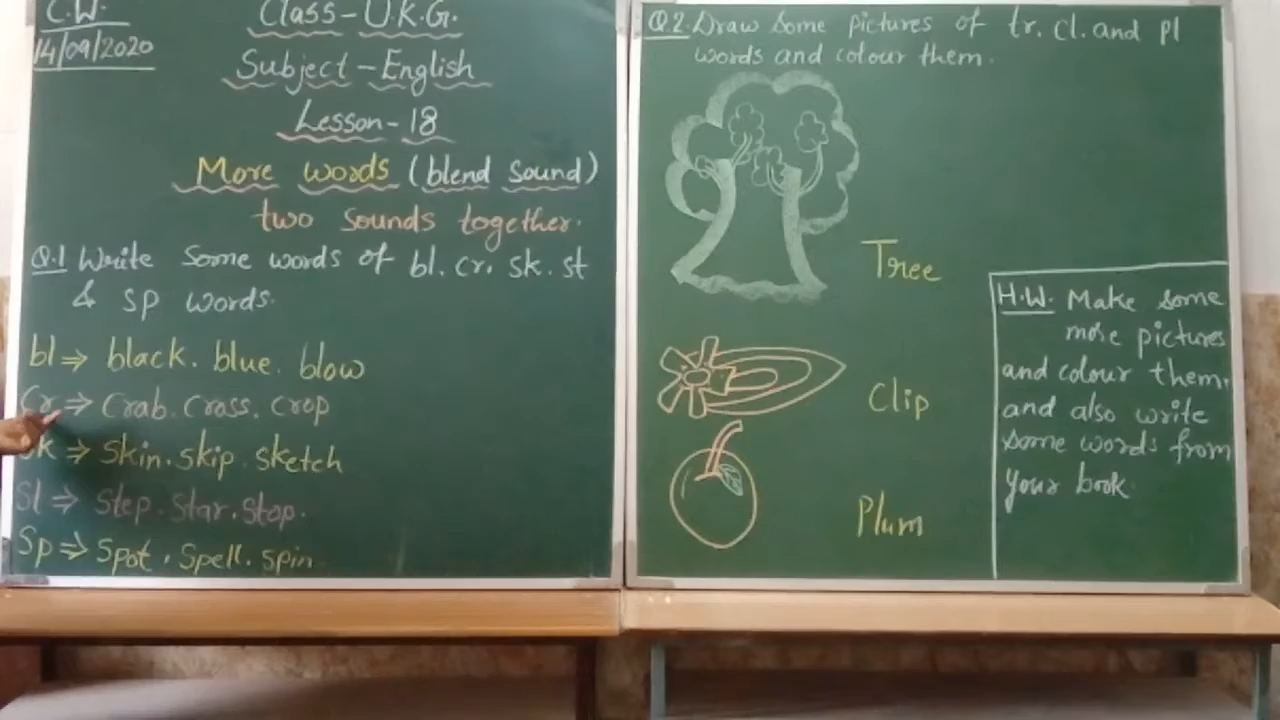 C.W.
14/09/2020
Class-U.K.G.
Subject-English
Lesson-18
More words (blend sound)
two sounds together.
Q.1 Write some words of bl. cr. sk. st
& sp words.
bl⇒ black. blue. blow
Cr⇒ Crab. Cross. Crop
Sk⇒ Skin. skip. sketch
St⇒ Step. Star. Stop.
Sp⇒ Spot. Spell. spin.
Q.2. Draw some pictures of tr. Cl. and Pl
words and colour them.
Tree
Clip
Plum
H.W. Make some
more pictures
and colour them.
and also write
some words from
your book.